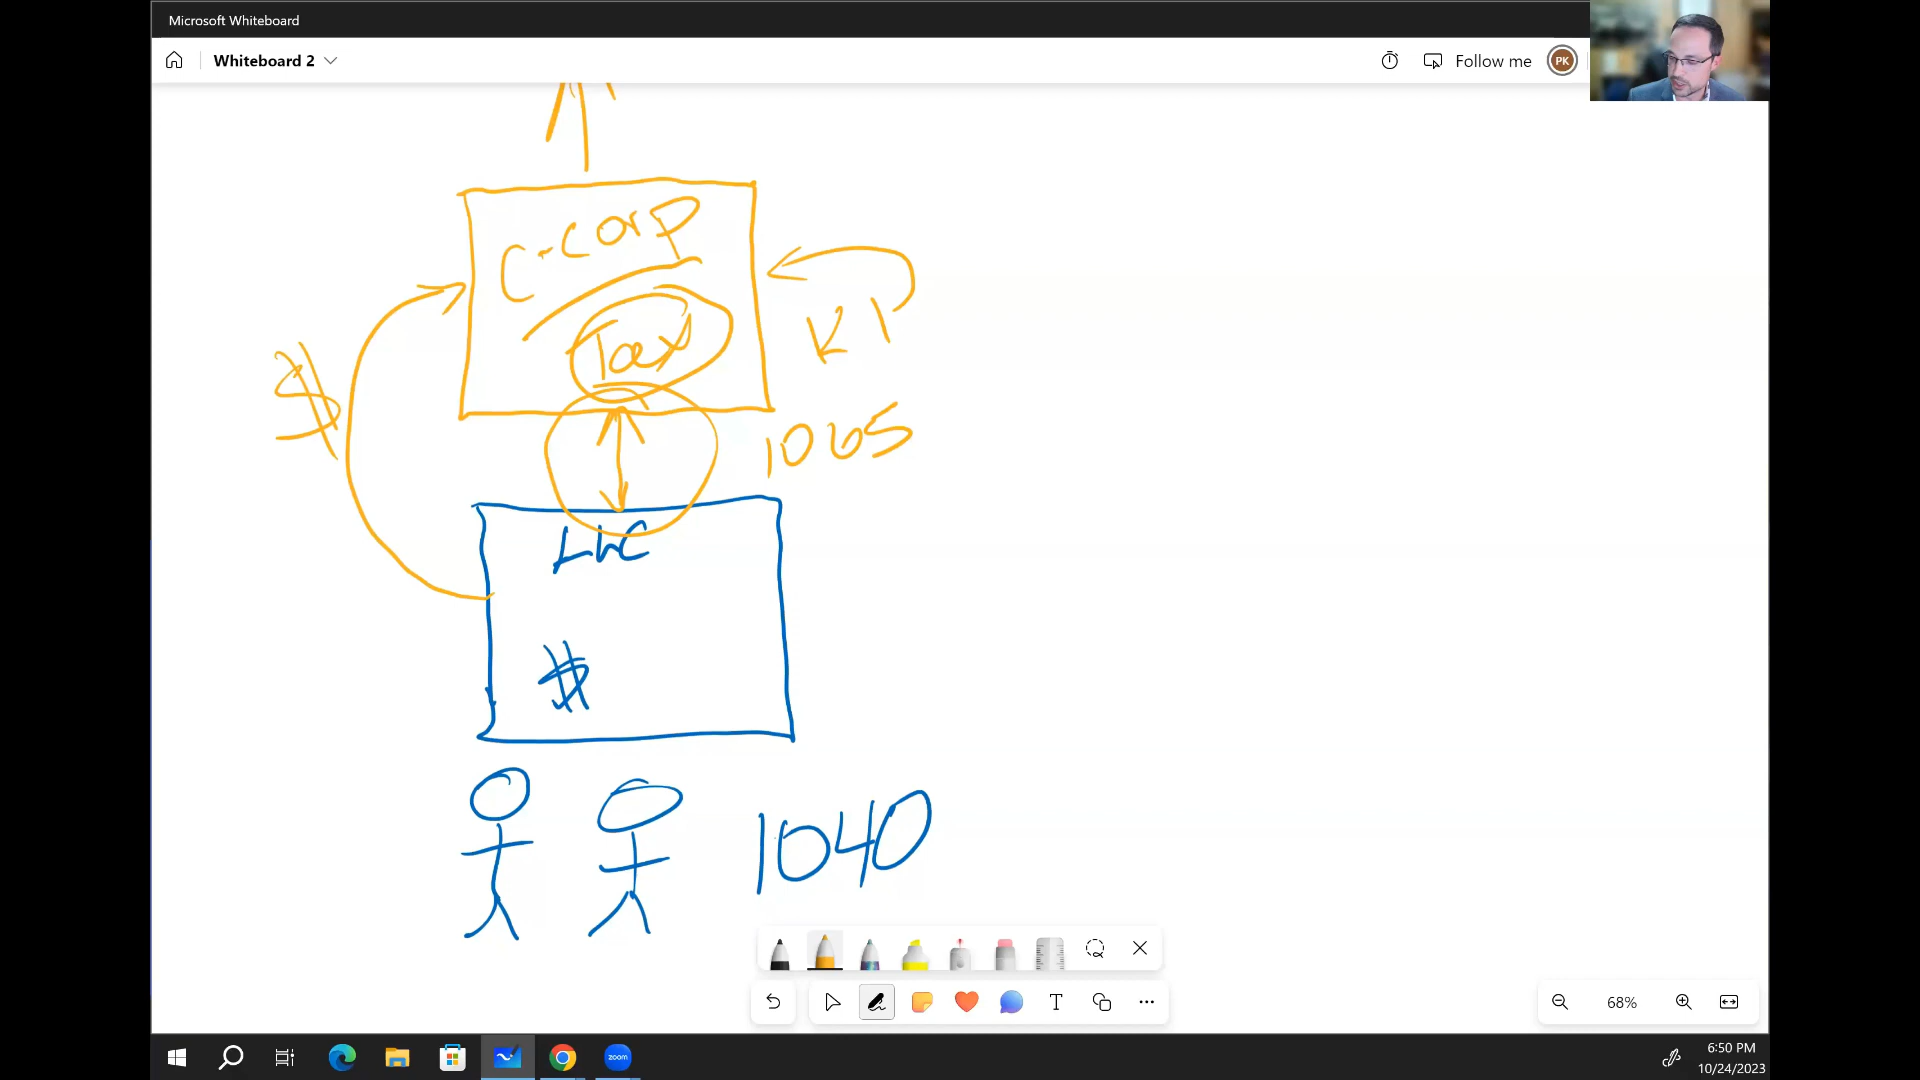 Microsoft Whiteboard
Whiteboard 2
Follow me
PK
C-corp
Tax
K1
$
1065
LLC
$
1040
T
68%
zoom
6:50 PM
10/24/2023